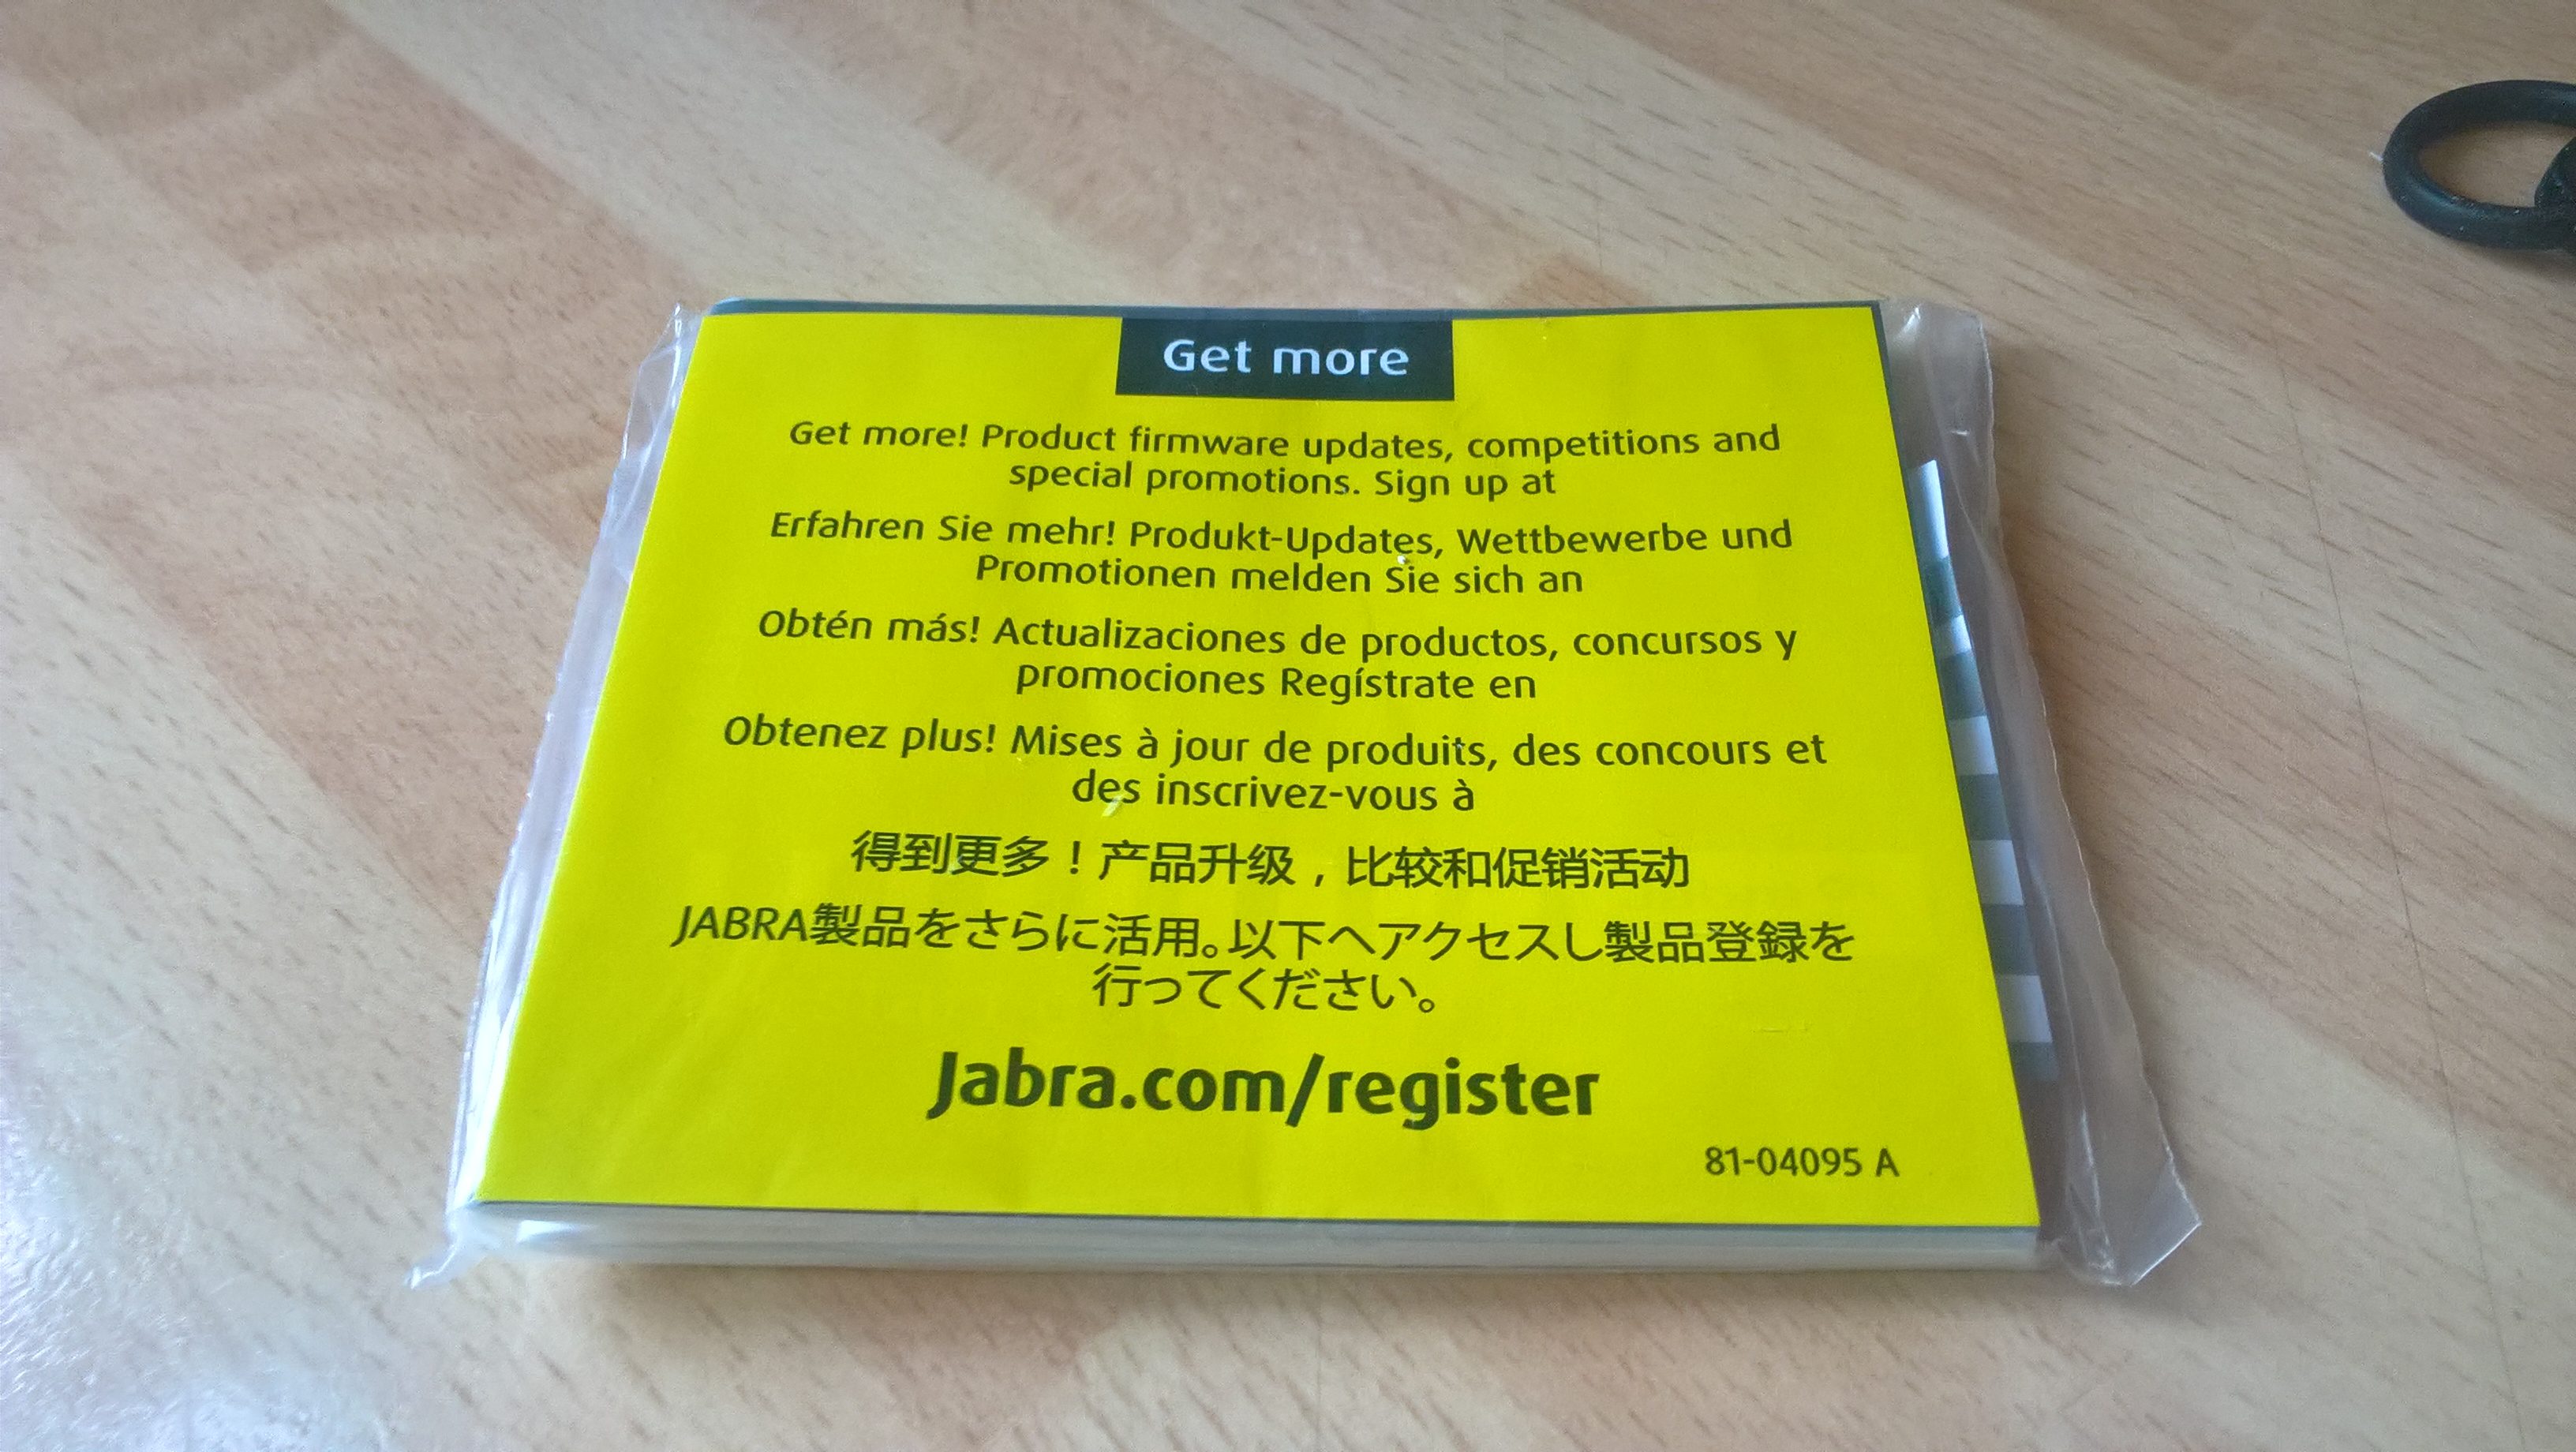 Get more
Get more! Product firmware updates, competitions and
special promotions. Sign up at
Erfahren Sie mehr! Produkt-Updates, Wettbewerbe und
Promotionen melden Sie sich an
Obtén más! Actualizaciones de productos, concursos y
promociones Regístrate en
Obtenez plus! Mises à jour de produits, des concours et
des inscrivez-vous à
得到更多！产品升级，比较和促销活动
JABRA製品をさらに活用。以下へアクセスし製品登録を
行ってください。
Jabra.com/register
81-04095 A